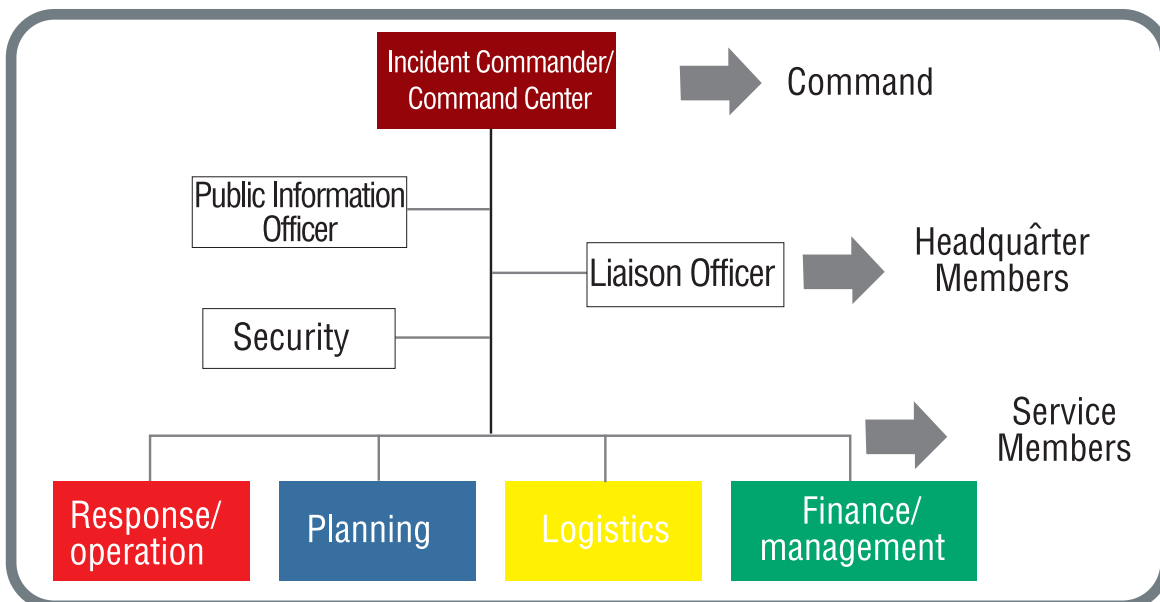 Incident Commander/
Command Center
Command
Public Information
Officer
Headquârter
Members
Liaison Officer
Security
Service
Members
Response/
operation
Planning
Logistics
Finance/
management